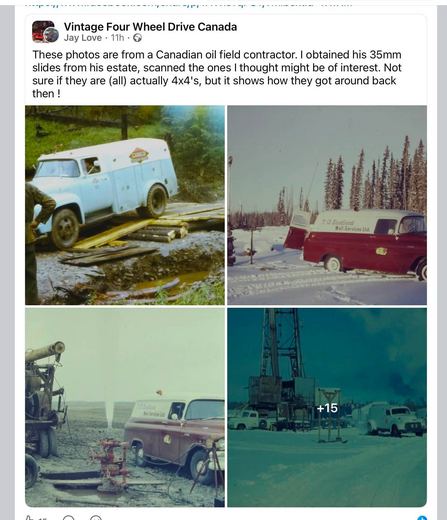 Vintage Four Wheel Drive Canada
Jay Love · 11h ·
These photos are from a Canadian oil field contractor. I obtained his 35mm
slides from his estate, scanned the ones I thought might be of interest. Not
sure if they are (all) actually 4x4's, but it shows how they got around back
then !
Well Services Ltd.
+15